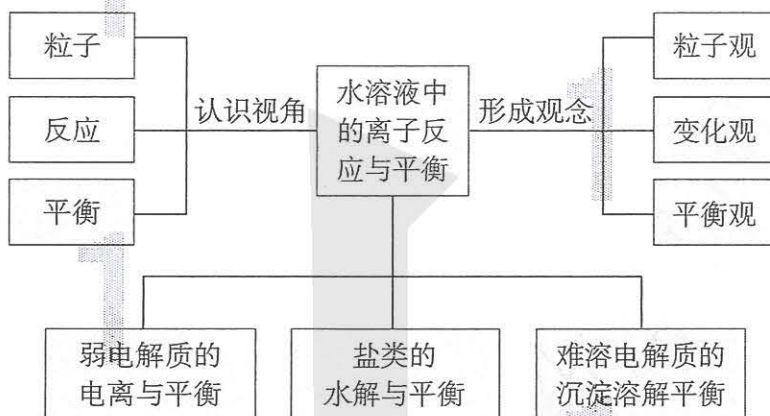 粒子
反应
平衡
认识视角
水溶液中
的离子反
应与平衡
形成观念
粒子观
变化观
平衡观
弱电解质的
电离与平衡
盐类的
水解与平衡
难溶电解质的
沉淀溶解平衡